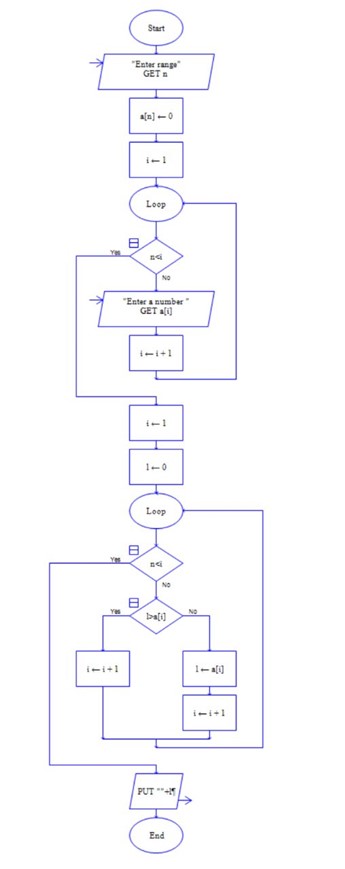 Start
"Enter range"
GET n
a[n] ← 0
i ← 1
Loop
n<i
Yes
No
"Enter a number "
GET a[i]
i ← i + 1
i ← 1
l ← 0
Loop
n<i
Yes
No
l>a[i]
Yes
No
i ← i + 1
l ← a[i]
i ← i + 1
PUT ""+l¶
End